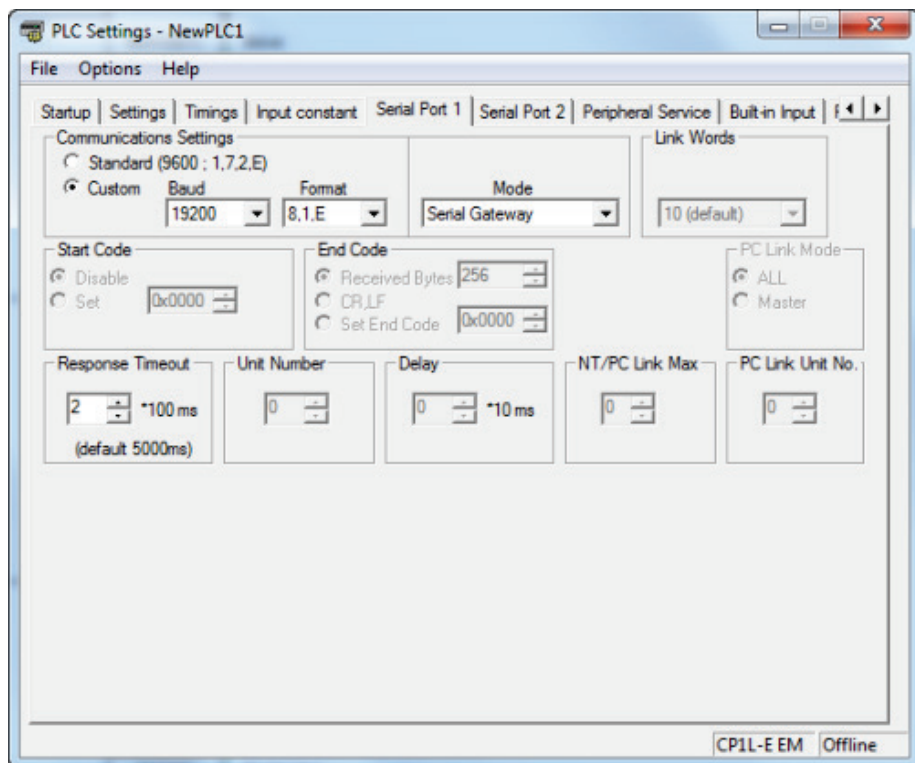 PLC Settings - NewPLC1
File Options Help
Startup Settings Timings Input constant Serial Port 1 Serial Port 2 Peripheral Service Built-in Input
Communications Settings
Link Words
Standard (9600 ; 1,7,2,E)
Custom Baud Format Mode
19200 8,1,E Serial Gateway 10 (default)
Start Code End Code PC Link Mode
Disable Received Bytes 256 ALL
Set 0x0000 CR,LF Master
Set End Code 0x0000
Response Timeout Unit Number Delay NT/PC Link Max PC Link Unit No.
2 *100 ms 0 0 *10 ms 0 0
(default 5000ms)
CP1L-E EM Offline